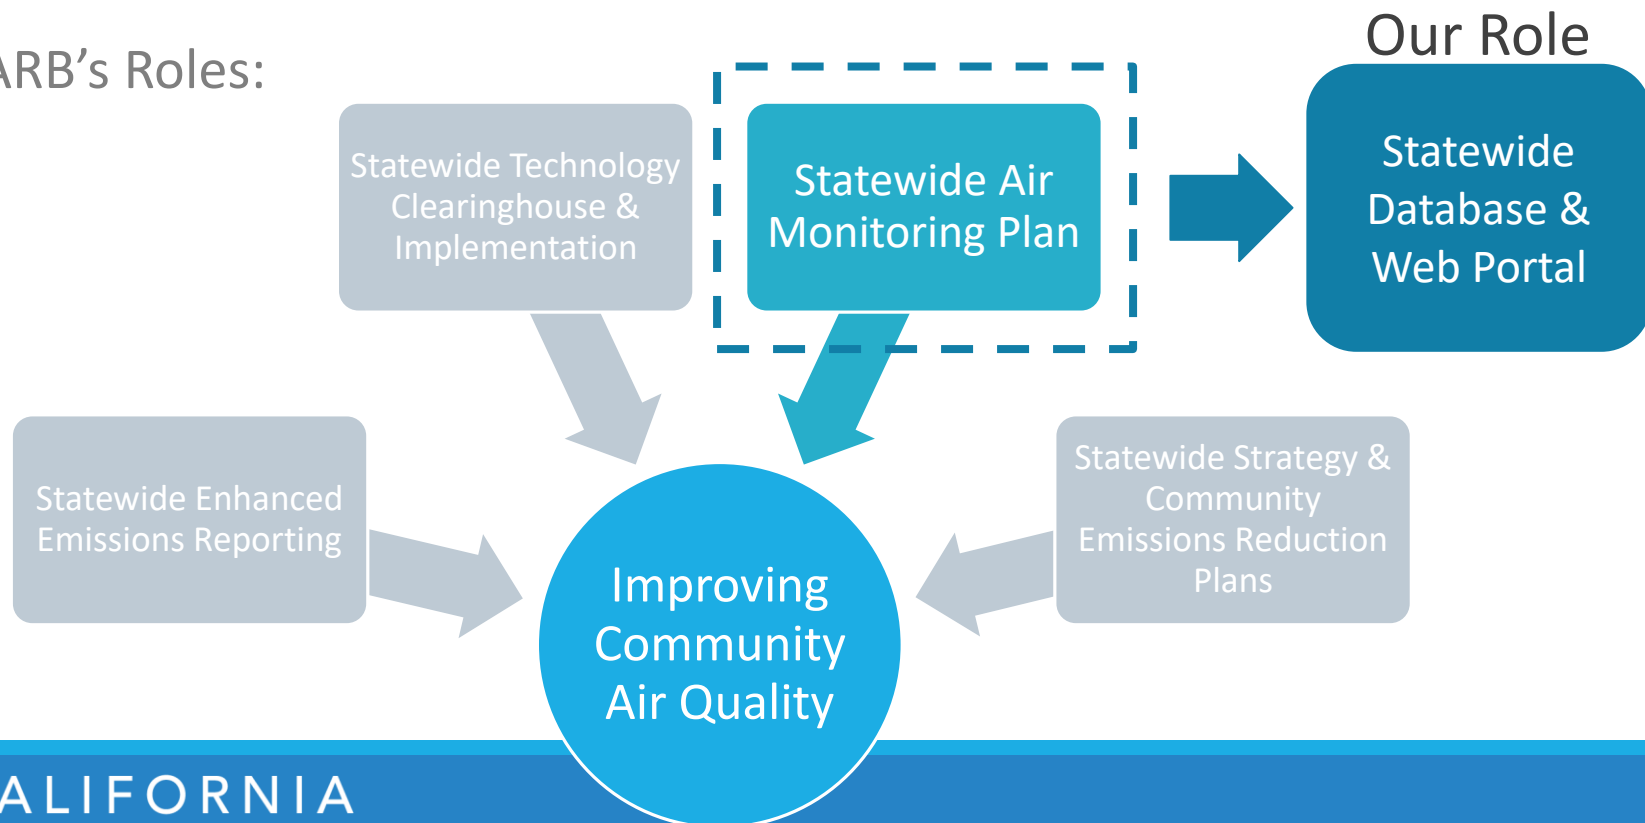 Our Role
ARB's Roles:
Statewide Technology
Clearinghouse &
Implementation
Statewide Air
Monitoring Plan
Statewide
Database &
Web Portal
Statewide Enhanced
Emissions Reporting
Statewide Strategy &
Community
Emissions Reduction
Plans
Improving
Community
Air Quality
ALIFORNIA